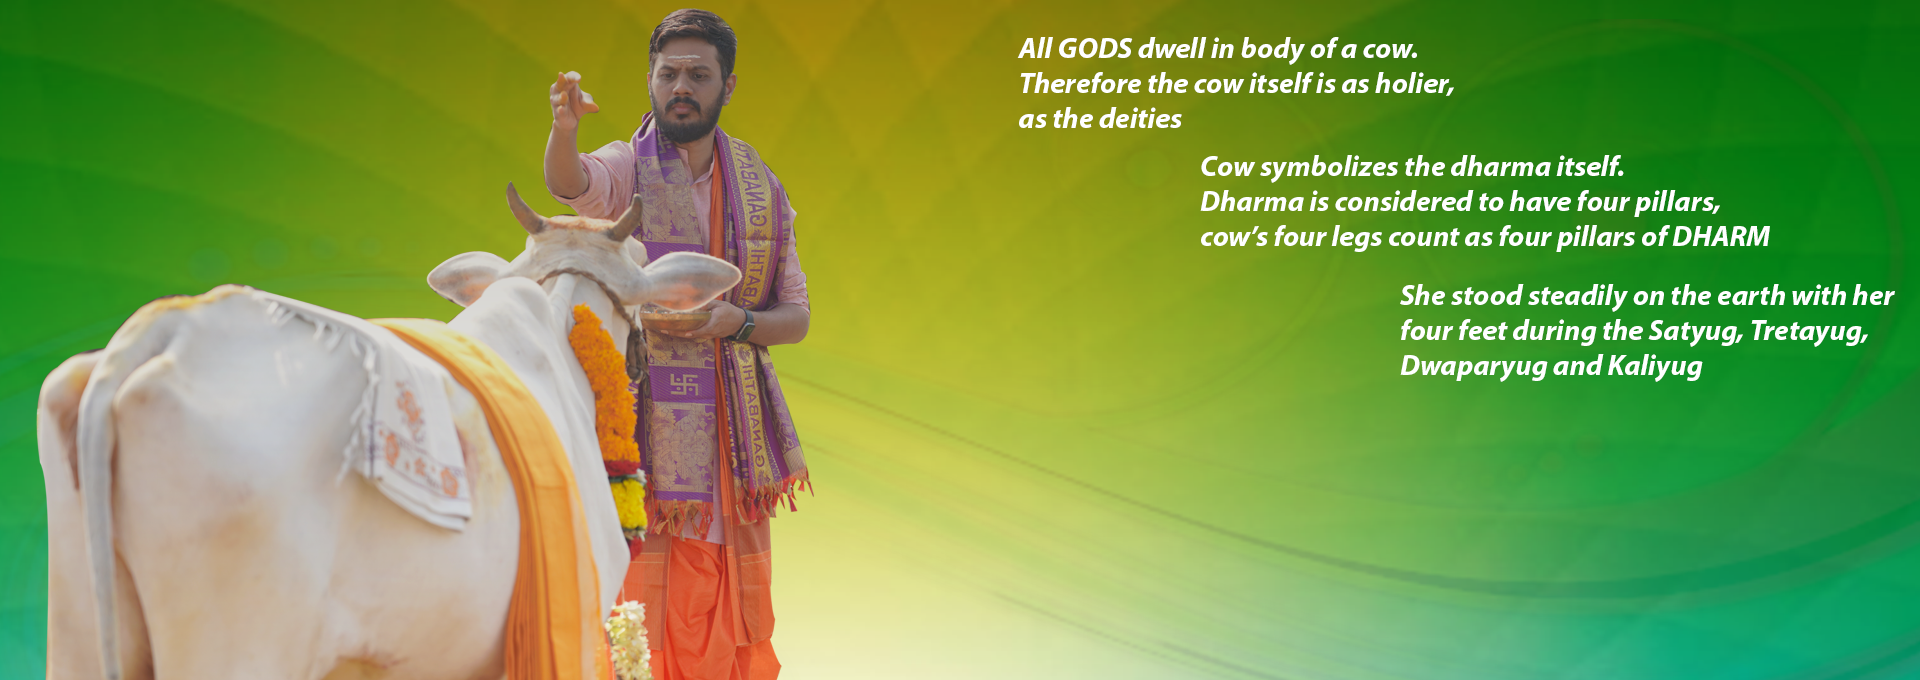 All GODS dwell in body of a cow.
Therefore the cow itself is as holier,
as the deities
Cow symbolizes the dharma itself.
Dharma is considered to have four pillars,
cow's four legs count as four pillars of DHARM
She stood steadily on the earth with her
four feet during the Satyug, Tretayug,
Dwaparyug and Kaliyug
GANABATHI
GANABATHI